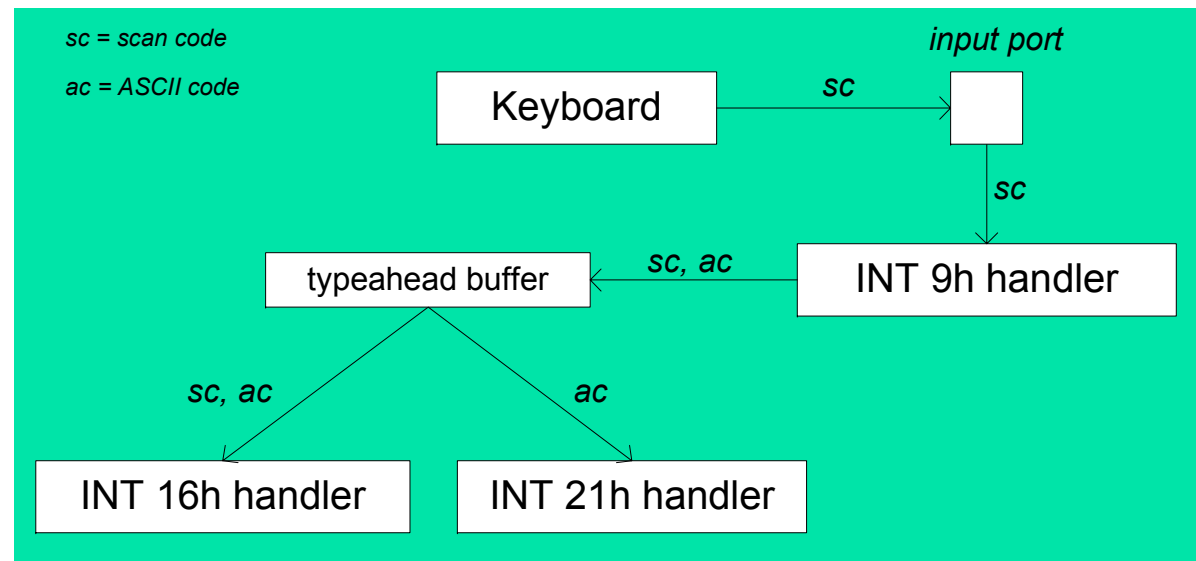 sc = scan code
input port
ac = ASCII code
Keyboard
sc
sc
typeahead buffer
sc, ac
INT 9h handler
sc, ac
ac
INT 16h handler
INT 21h handler